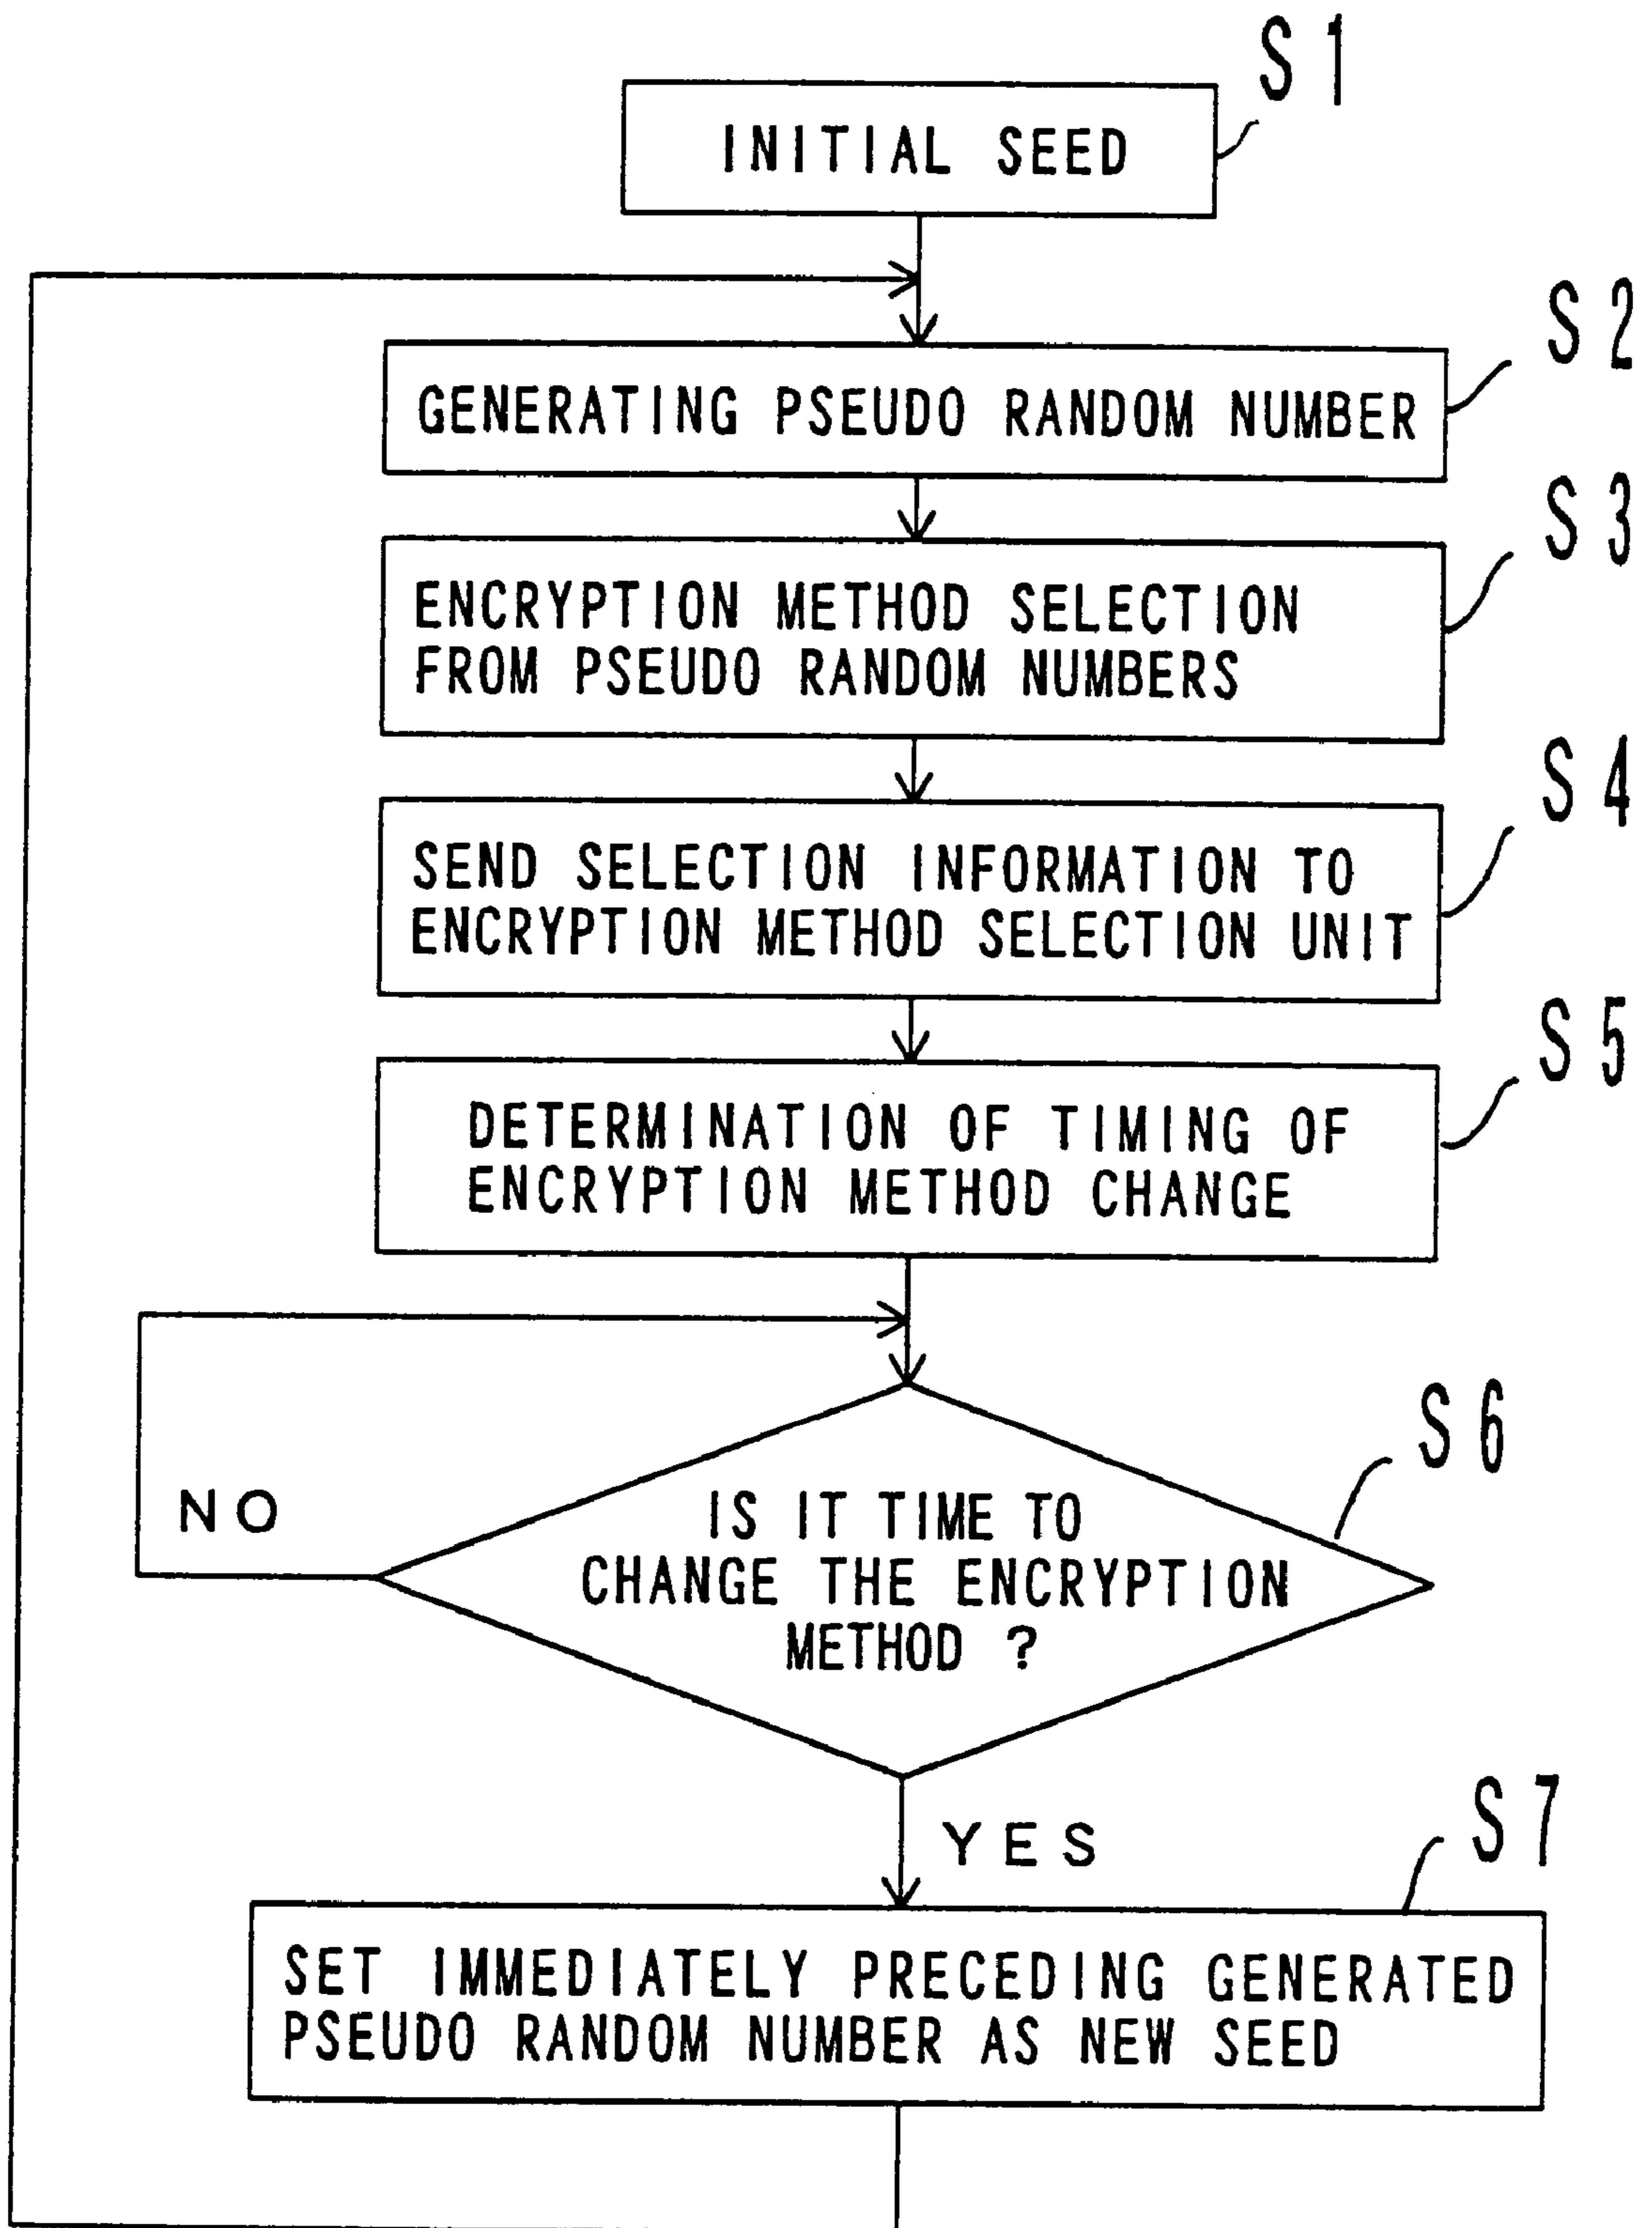 S1
INITIAL SEED
S2
GENERATING PSEUDO RANDOM NUMBER
S3
ENCRYPTION METHOD SELECTION
FROM PSEUDO RANDOM NUMBERS
S4
SEND SELECTION INFORMATION TO
ENCRYPTION METHOD SELECTION UNIT
S5
DETERMINATION OF TIMING OF
ENCRYPTION METHOD CHANGE
S6
NO
IS IT TIME TO
CHANGE THE ENCRYPTION
METHOD ?
YES
S7
SET IMMEDIATELY PRECEDING GENERATED
PSEUDO RANDOM NUMBER AS NEW SEED